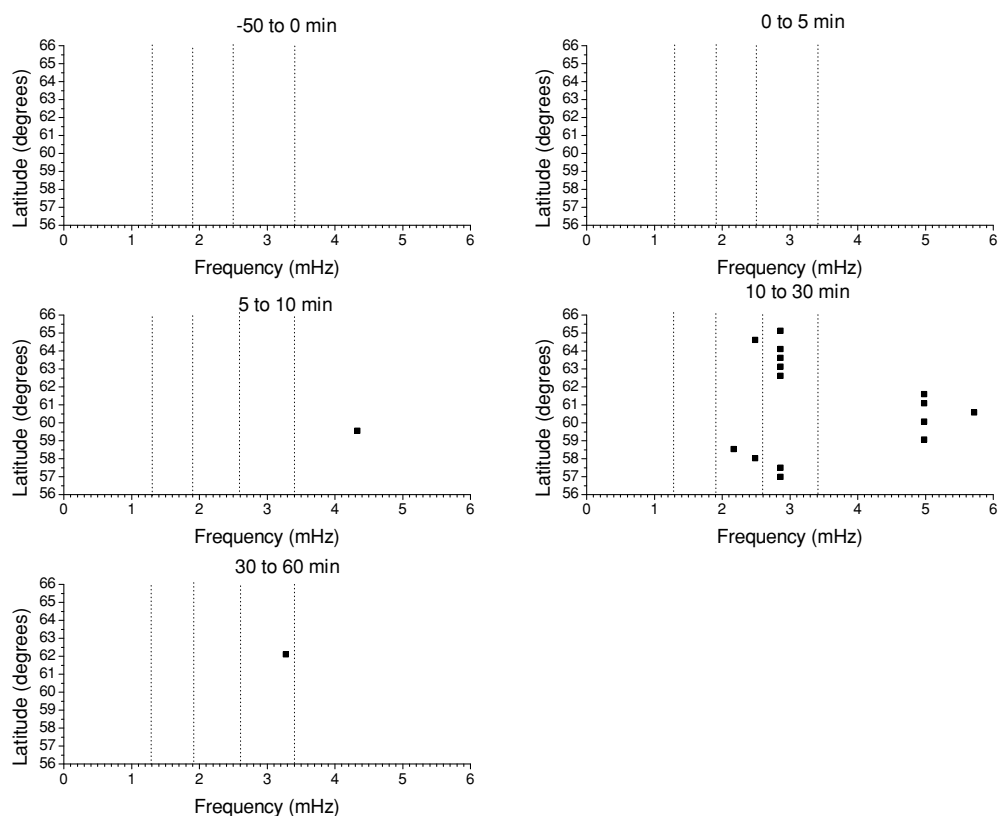 -50 to 0 min
66
65
64
63
62
61
60
59
58
57
56
0 1 2 3 4 5 6
Latitude (degrees)
Frequency (mHz)
0 to 5 min
66
65
64
63
62
61
60
59
58
57
56
0 1 2 3 4 5 6
Latitude (degrees)
Frequency (mHz)
5 to 10 min
66
65
64
63
62
61
60
59
58
57
56
0 1 2 3 4 5 6
Latitude (degrees)
Frequency (mHz)
10 to 30 min
66
65
64
63
62
61
60
59
58
57
56
0 1 2 3 4 5 6
Latitude (degrees)
Frequency (mHz)
30 to 60 min
66
65
64
63
62
61
60
59
58
57
56
0 1 2 3 4 5 6
Latitude (degrees)
Frequency (mHz)